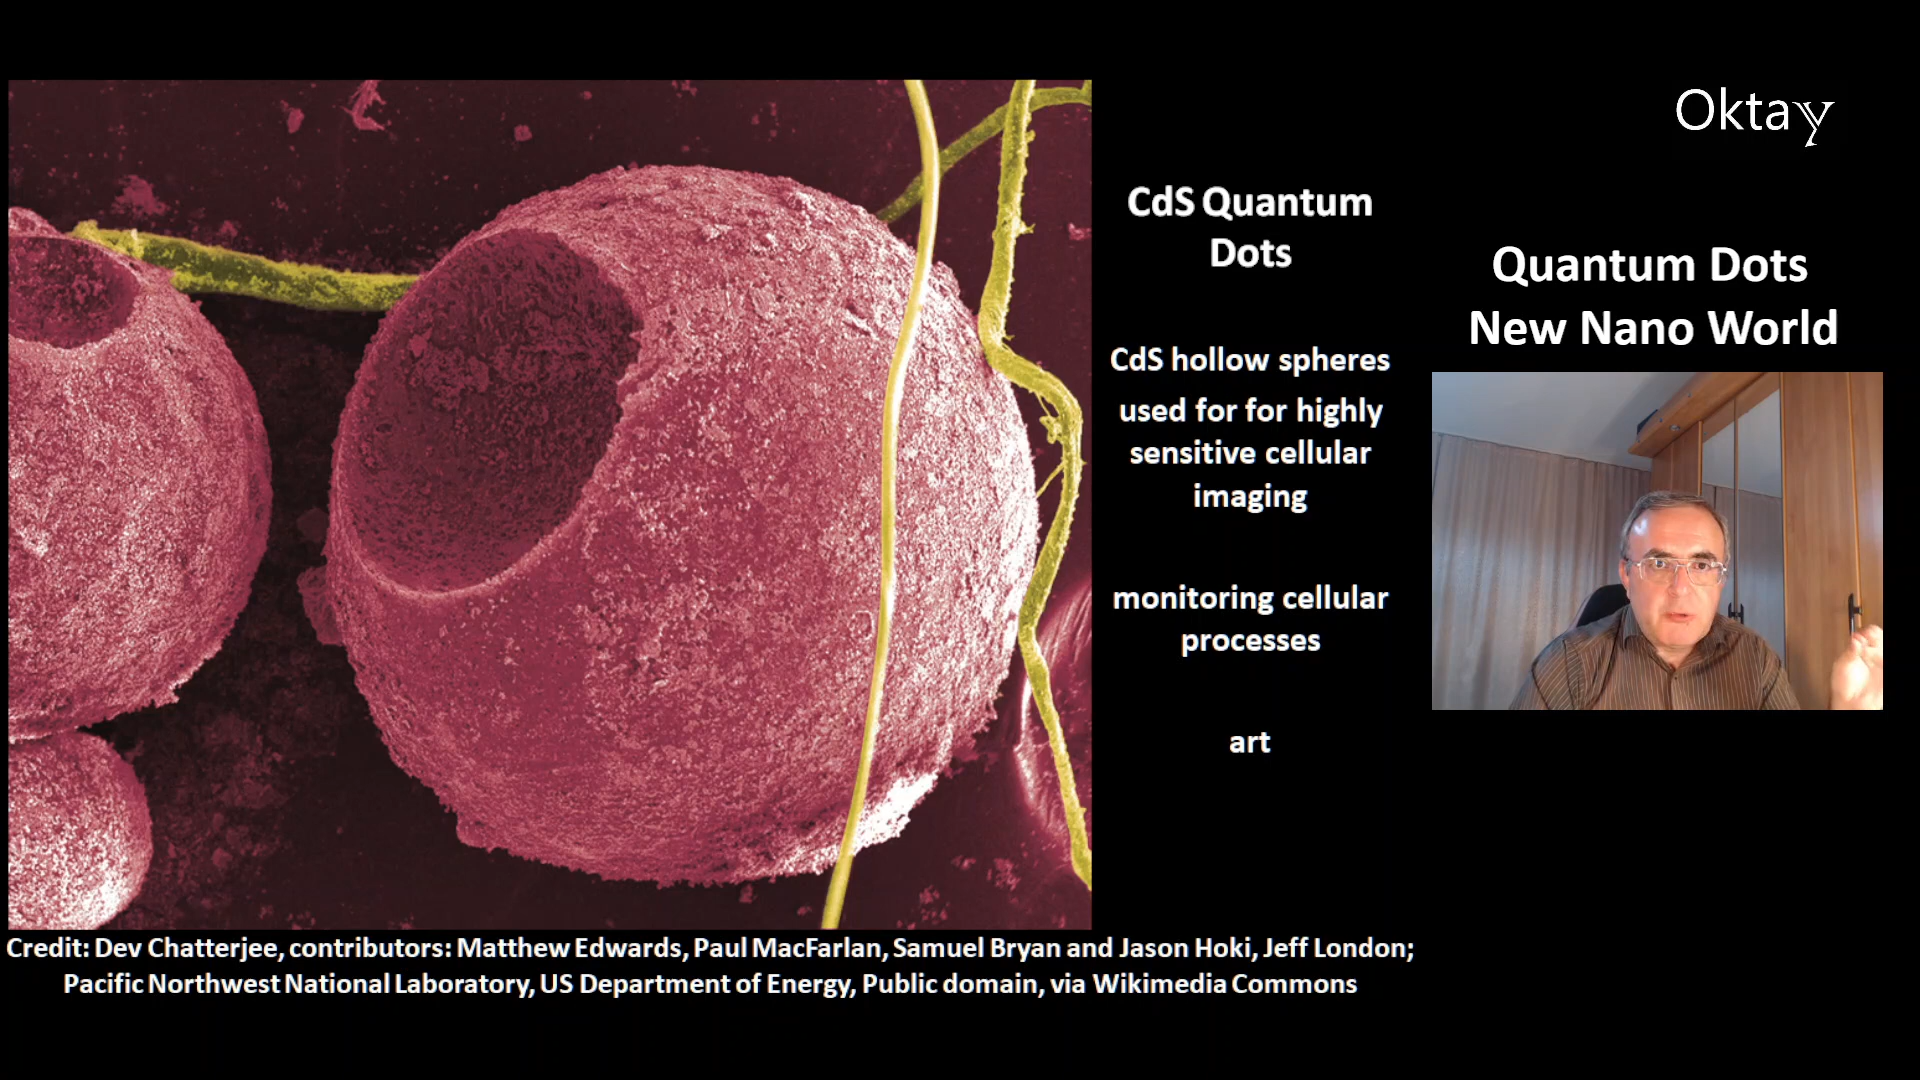 Oktay
CdS Quantum
Dots
Quantum Dots
New Nano World
CdS hollow spheres
used for for highly
sensitive cellular
imaging
monitoring cellular
processes
art
Credit: Dev Chatterjee, contributors: Matthew Edwards, Paul MacFarlan, Samuel Bryan and Jason Hoki, Jeff London;
Pacific Northwest National Laboratory, US Department of Energy, Public domain, via Wikimedia Commons